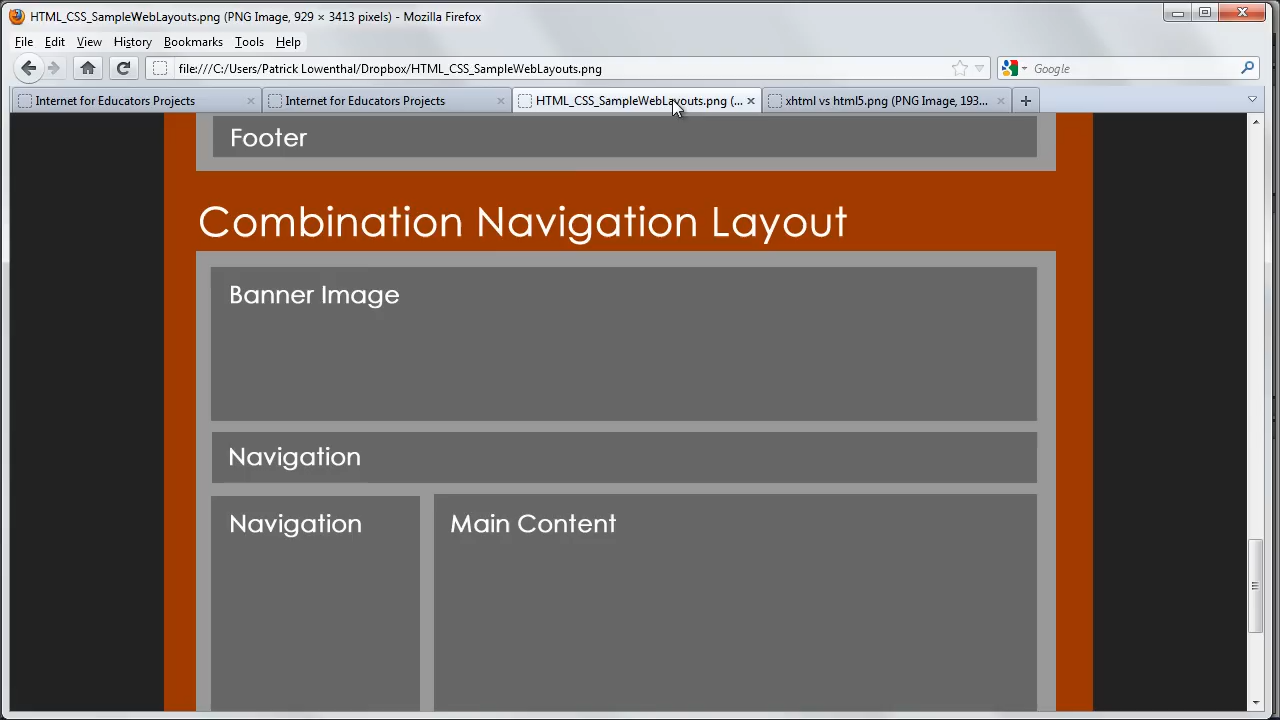 HTML_CSS_SampleWebLayouts.png (PNG Image, 929 × 3413 pixels) - Mozilla Firefox
File Edit View History Bookmarks Tools Help
file:///C:/Users/Patrick Lowenthal/Dropbox/HTML_CSS_SampleWebLayouts.png
Google
Internet for Educators Projects
Internet for Educators Projects
HTML_CSS_SampleWebLayouts.png (...
xhtml vs html5.png (PNG Image, 193...
Footer
Combination Navigation Layout
Banner Image
Navigation
Navigation
Main Content